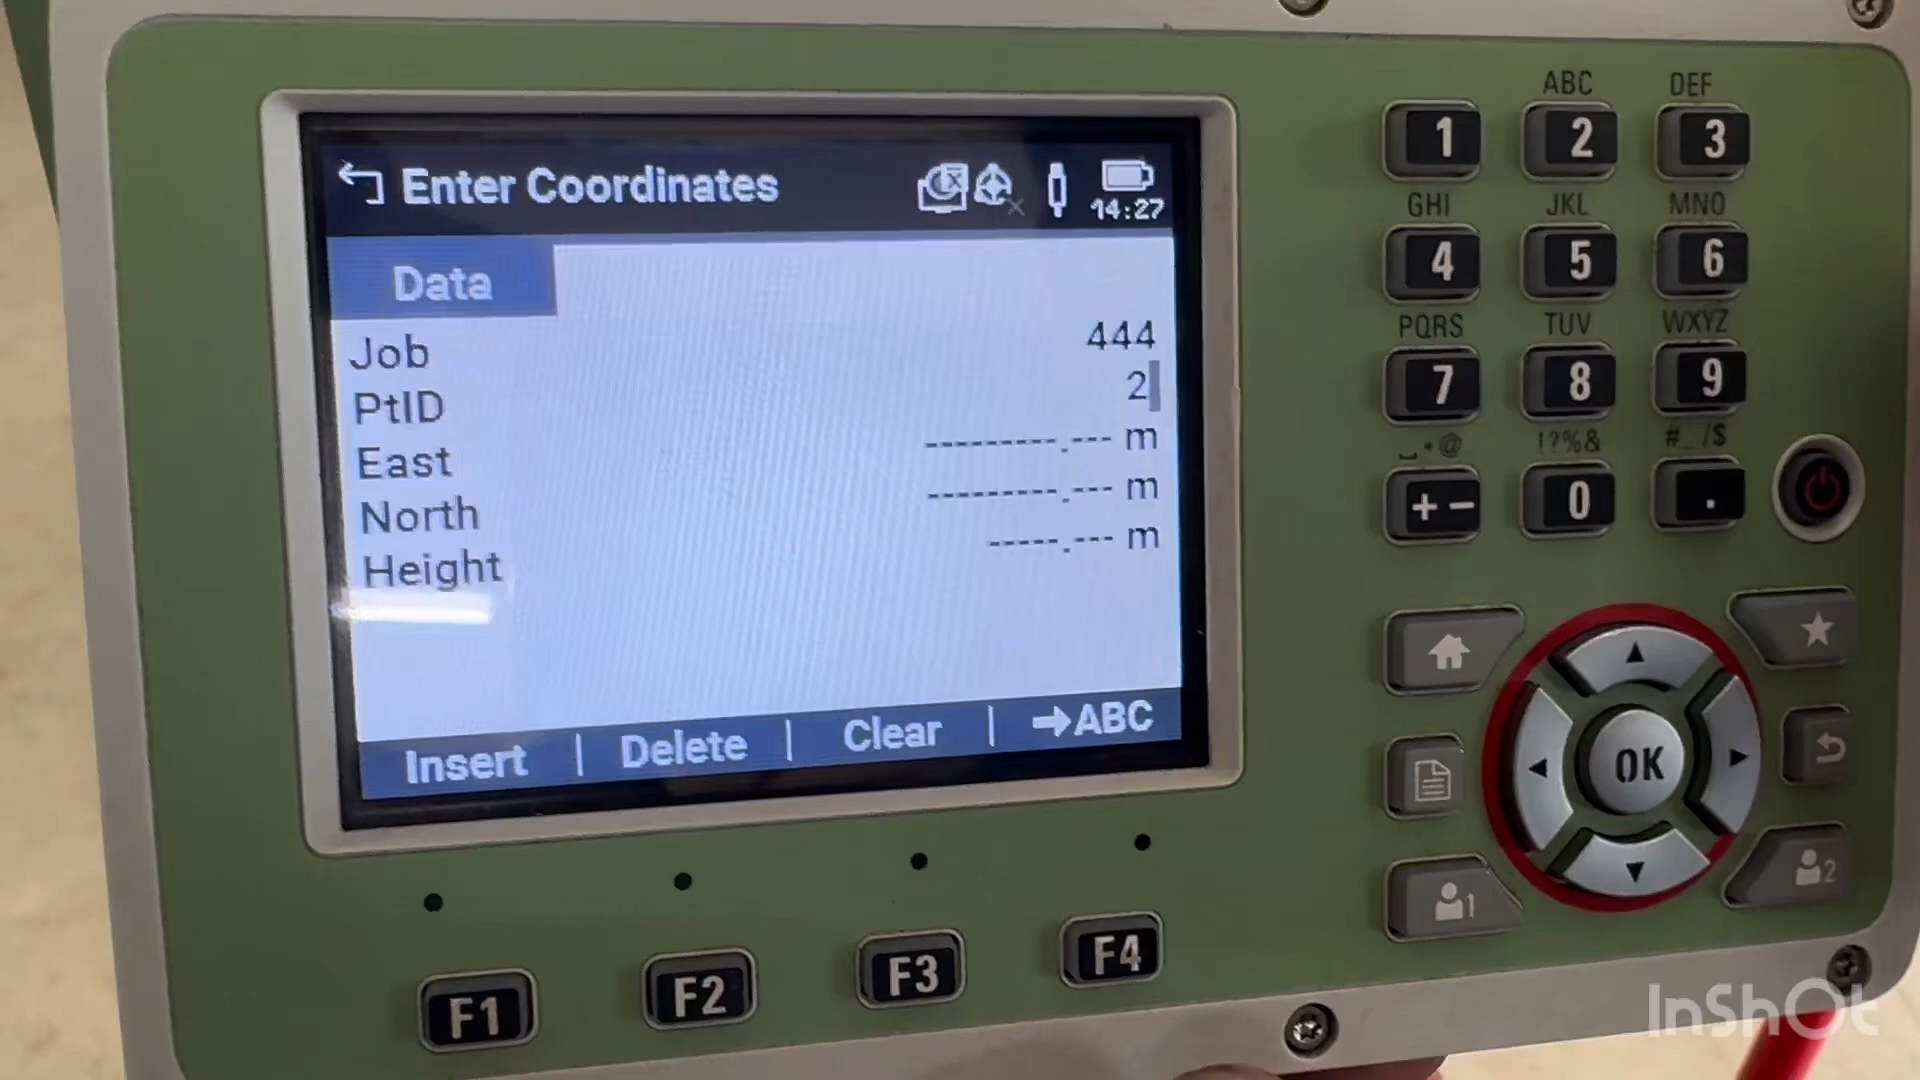 Enter Coordinates
14:27
Data
Job 444
PtID 2
East ---------.--- m
North ---------.--- m
Height -----.--- m
Insert | Delete | Clear | ➡ABC
F1 F2 F3 F4
ABC DEF
1 2 3
GHI JKL MNO
4 5 6
PQRS TUV WXYZ
7 8 9
␣•@ !?%& #_/$
+− 0 .
OK
1 2
InShOt